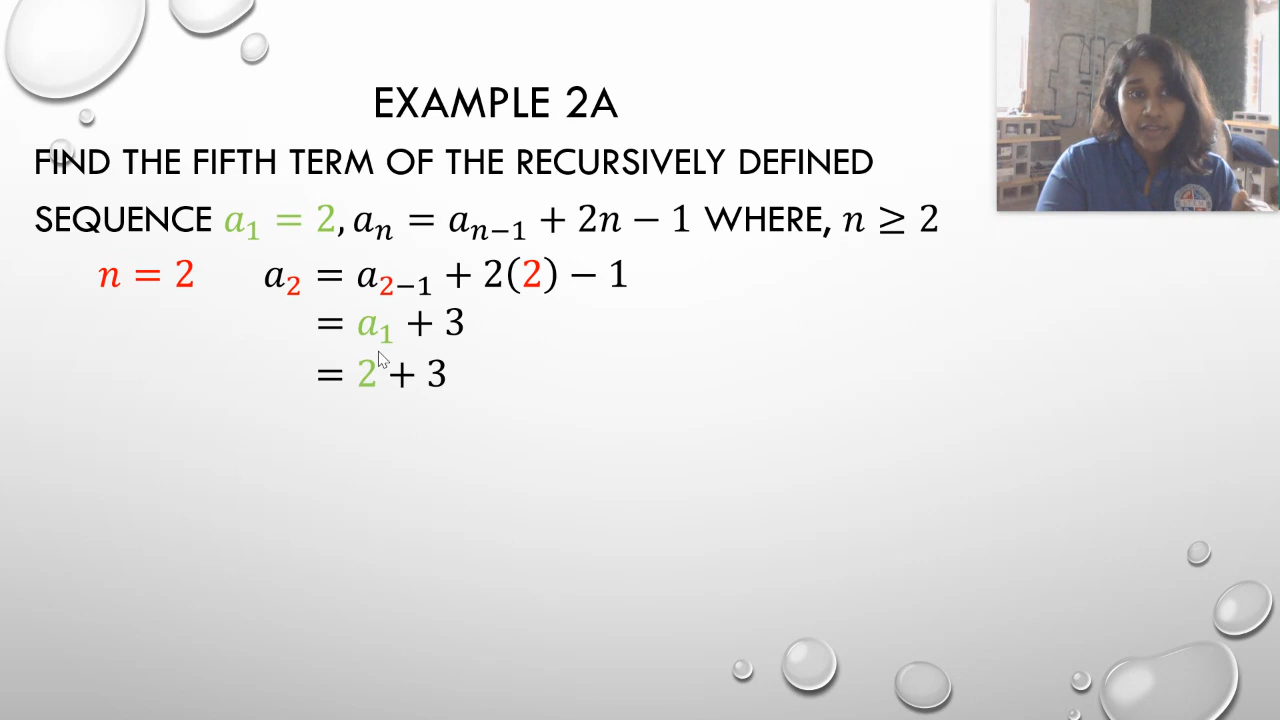 EXAMPLE 2A
FIND THE FIFTH TERM OF THE RECURSIVELY DEFINED
SEQUENCE a₁ = 2, aₙ = aₙ₋₁ + 2n − 1 WHERE, n ≥ 2
n = 2 a₂ = a₂₋₁ + 2(2) − 1
= a₁ + 3
= 2 + 3